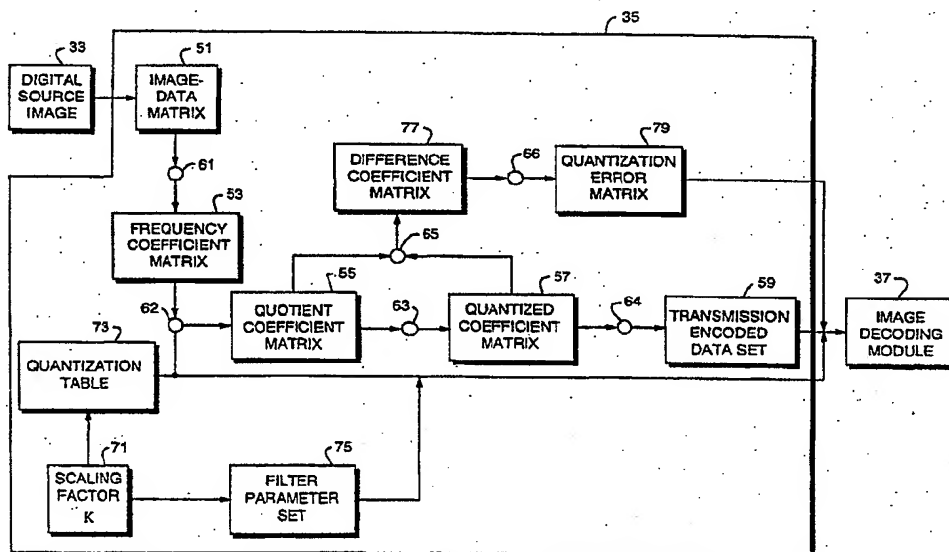 35
33
DIGITAL
SOURCE
IMAGE
51
IMAGE-
DATA
MATRIX
61
53
FREQUENCY
COEFFICIENT
MATRIX
77
DIFFERENCE
COEFFICIENT
MATRIX
66
79
QUANTIZATION
ERROR
MATRIX
65
62
55
QUOTIENT
COEFFICIENT
MATRIX
63
57
QUANTIZED
COEFFICIENT
MATRIX
64
59
TRANSMISSION
ENCODED
DATA SET
37
IMAGE
DECODING
MODULE
73
QUANTIZATION
TABLE
71
SCALING
FACTOR
K
75
FILTER
PARAMETER
SET